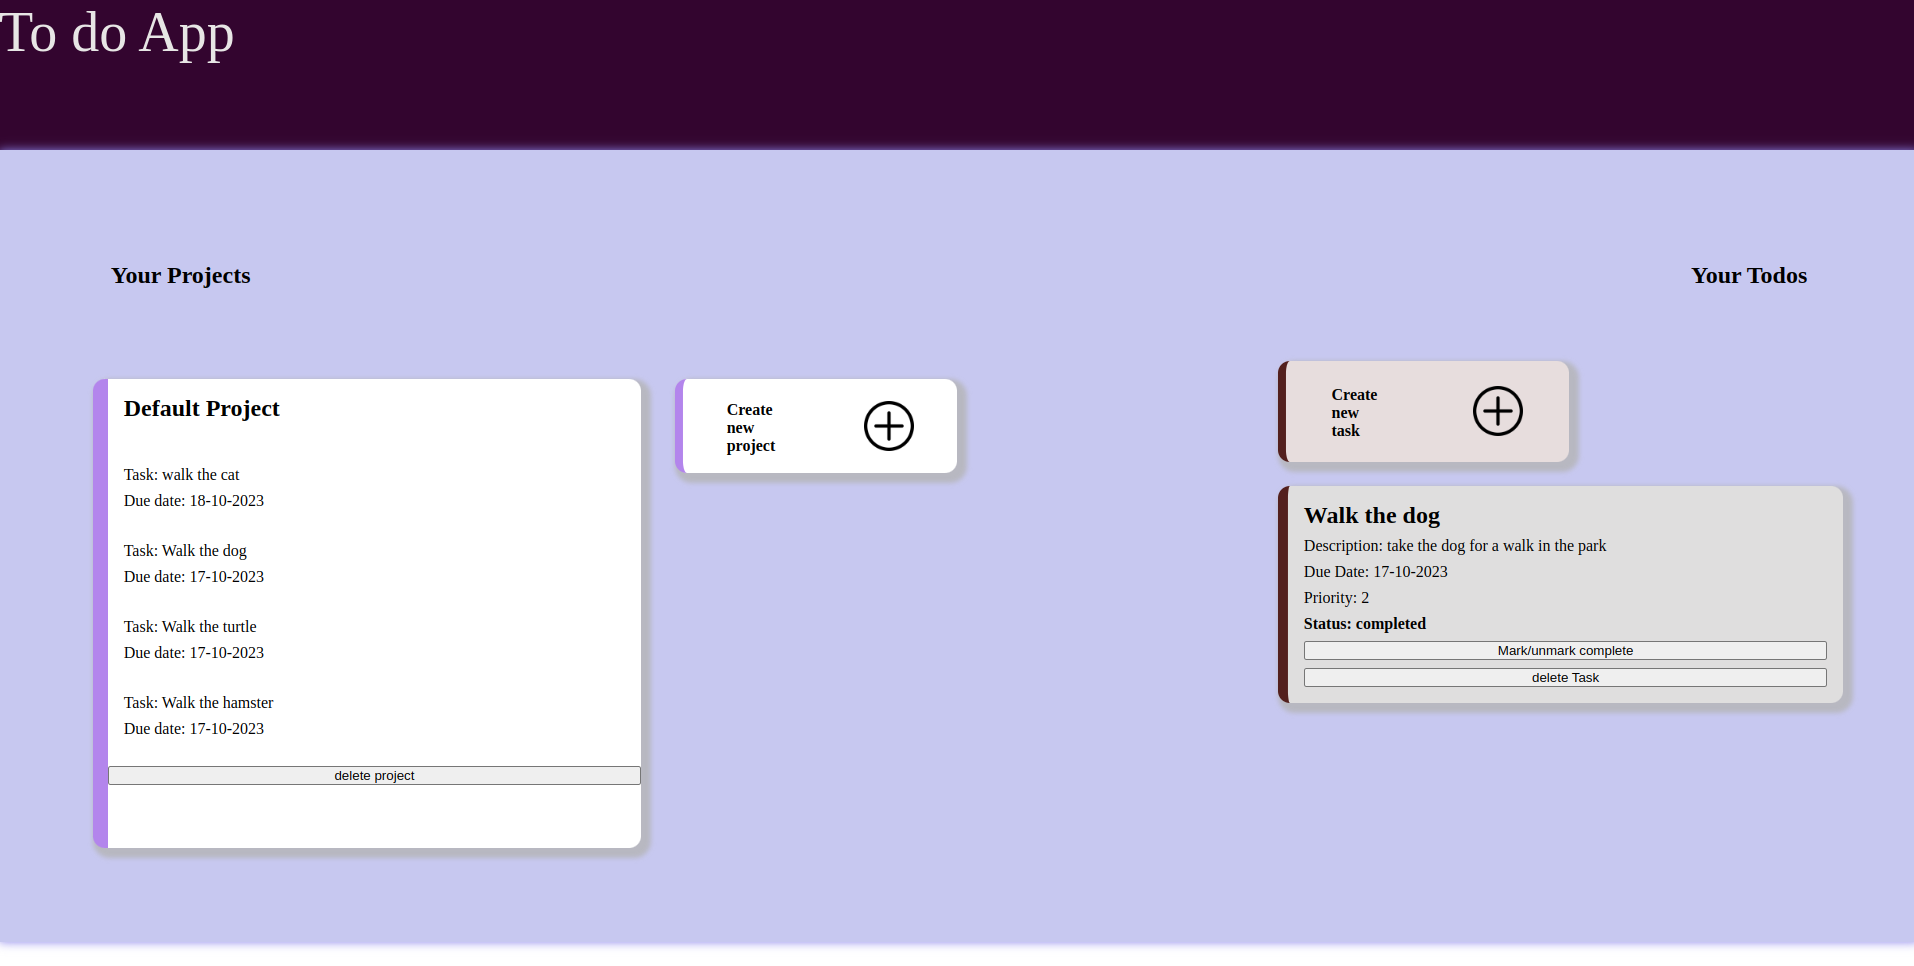 To do App
Your Projects
Your Todos
Default Project
Task: walk the cat
Due date: 18-10-2023
Task: Walk the dog
Due date: 17-10-2023
Task: Walk the turtle
Due date: 17-10-2023
Task: Walk the hamster
Due date: 17-10-2023
delete project
Create
new
project
Create
new
task
Walk the dog
Description: take the dog for a walk in the park
Due Date: 17-10-2023
Priority: 2
Status: completed
Mark/unmark complete
delete Task